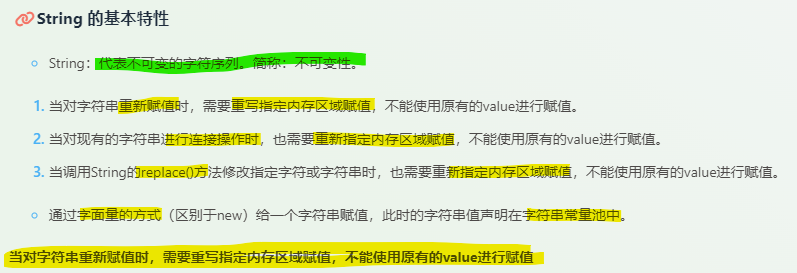 String 的基本特性
String：代表不可变的字符序列。简称：不可变性。
1. 当对字符串重新赋值时，需要重写指定内存区域赋值，不能使用原有的value进行赋值。
2. 当对现有的字符串进行连接操作时，也需要重新指定内存区域赋值，不能使用原有的value进行赋值。
3. 当调用String的replace()方法修改指定字符或字符串时，也需要重新指定内存区域赋值，不能使用原有的value进行赋值。
通过字面量的方式（区别于new）给一个字符串赋值，此时的字符串值声明在字符串常量池中。
当对字符串重新赋值时，需要重写指定内存区域赋值，不能使用原有的value进行赋值